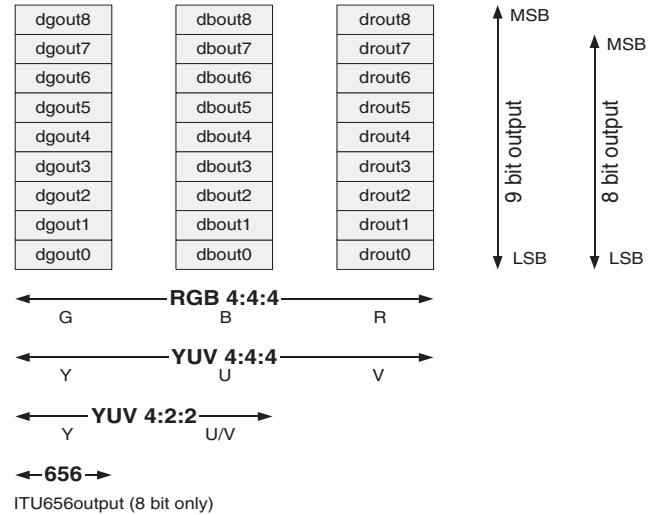 dgout8 dbout8 drout8 MSB
dgout7 dbout7 drout7 MSB
dgout6 dbout6 drout6
dgout5 dbout5 drout5
dgout4 dbout4 drout4
dgout3 dbout3 drout3
dgout2 dbout2 drout2
dgout1 dbout1 drout1
dgout0 dbout0 drout0 LSB LSB
9 bit output
8 bit output
RGB 4:4:4
G B R
YUV 4:4:4
Y U V
YUV 4:2:2
Y U/V
656
ITU656output (8 bit only)